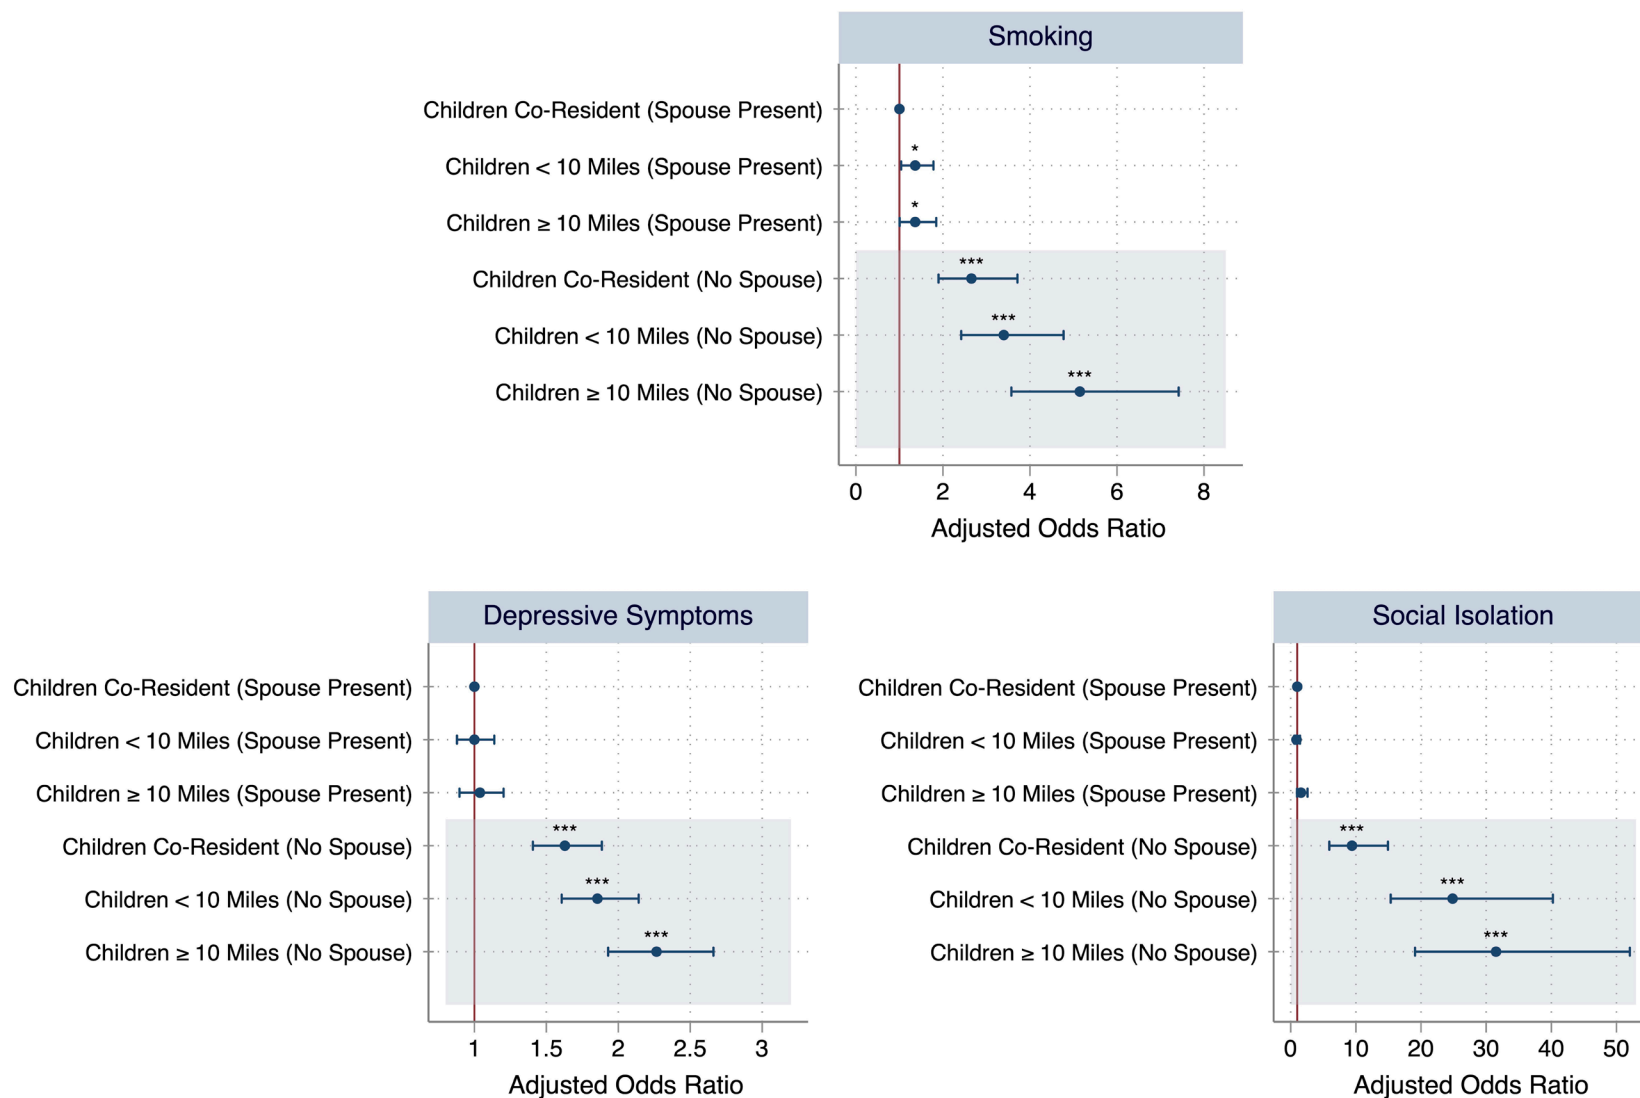 Smoking
Children Co-Resident (Spouse Present)
*
Children < 10 Miles (Spouse Present)
*
Children ≥ 10 Miles (Spouse Present)
***
Children Co-Resident (No Spouse)
***
Children < 10 Miles (No Spouse)
***
Children ≥ 10 Miles (No Spouse)
0 2 4 6 8
Adjusted Odds Ratio
Depressive Symptoms
Children Co-Resident (Spouse Present)
Children < 10 Miles (Spouse Present)
Children ≥ 10 Miles (Spouse Present)
***
Children Co-Resident (No Spouse)
***
Children < 10 Miles (No Spouse)
***
Children ≥ 10 Miles (No Spouse)
1 1.5 2 2.5 3
Adjusted Odds Ratio
Social Isolation
Children Co-Resident (Spouse Present)
Children < 10 Miles (Spouse Present)
Children ≥ 10 Miles (Spouse Present)
***
Children Co-Resident (No Spouse)
***
Children < 10 Miles (No Spouse)
***
Children ≥ 10 Miles (No Spouse)
0 10 20 30 40 50
Adjusted Odds Ratio